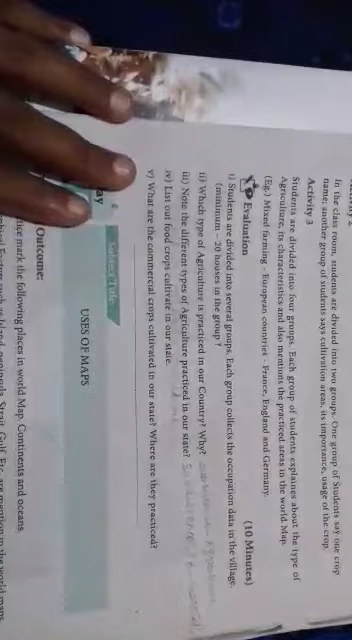 In the class room, students are divided into two groups. One group of Students say one crop
name; another group of students says cultivation areas, its importance, usage of the crop.
Activity 3
Students are divided into four groups. Each group of students explaines about the type of
Agriculture, its characteristics and also mentions the practiced areas in the world Map.
(Eg.) Mixed farming - European countries - France, England and Germany.
Evaluation (10 Minutes)
i) Students are divided into several groups. Each group collects the occupation data in the village.
(minimum - 20 houses in the group ?
ii) Which type of Agriculture is practiced in our Country? Why?
iii) Note the different types of Agriculture practiced in our state?
iv) List out food crops cultivate in our state.
v) What are the commercial crops cultivated in our state? Where are they practiced?
ay
Subject Title
USES OF MAPS
Outcome:
tice mark the following places in world Map. Continents and oceans.